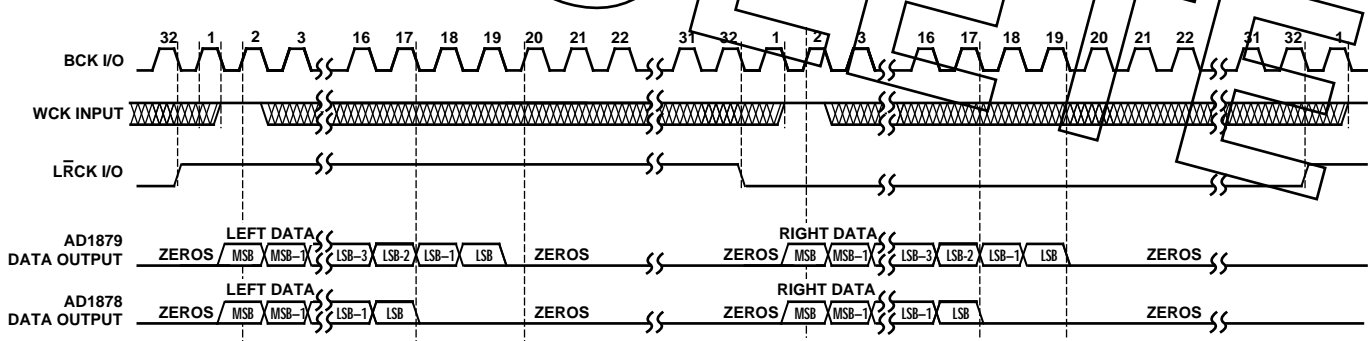 32 1 2 3 16 17 18 19 20 21 22 31 32 1 2 3 16 17 18 19 20 21 22 31 32 1
BCK I/O
WCK INPUT
LR̅CK I/O
AD1879 DATA OUTPUT
LEFT DATA RIGHT DATA
ZEROS MSB MSB–1 LSB–3 LSB-2 LSB–1 LSB ZEROS ZEROS MSB MSB–1 LSB–3 LSB-2 LSB–1 LSB ZEROS
AD1878 DATA OUTPUT
LEFT DATA RIGHT DATA
ZEROS MSB MSB–1 LSB–1 LSB ZEROS ZEROS MSB MSB–1 LSB–1 LSB ZEROS